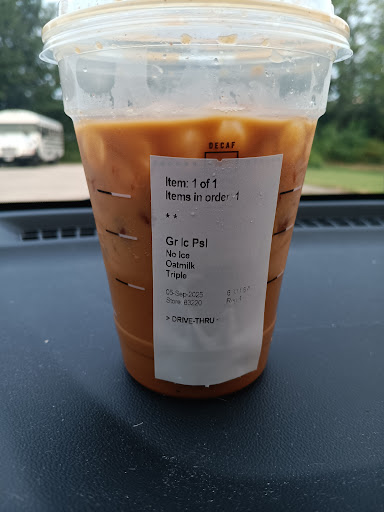 DECAF
Item: 1 of 1
Items in order: 1
* *
Gr Ic Psl
No Ice
Oatmilk
Triple
05-Sep-2025
Store 63220
> DRIVE-THRU -